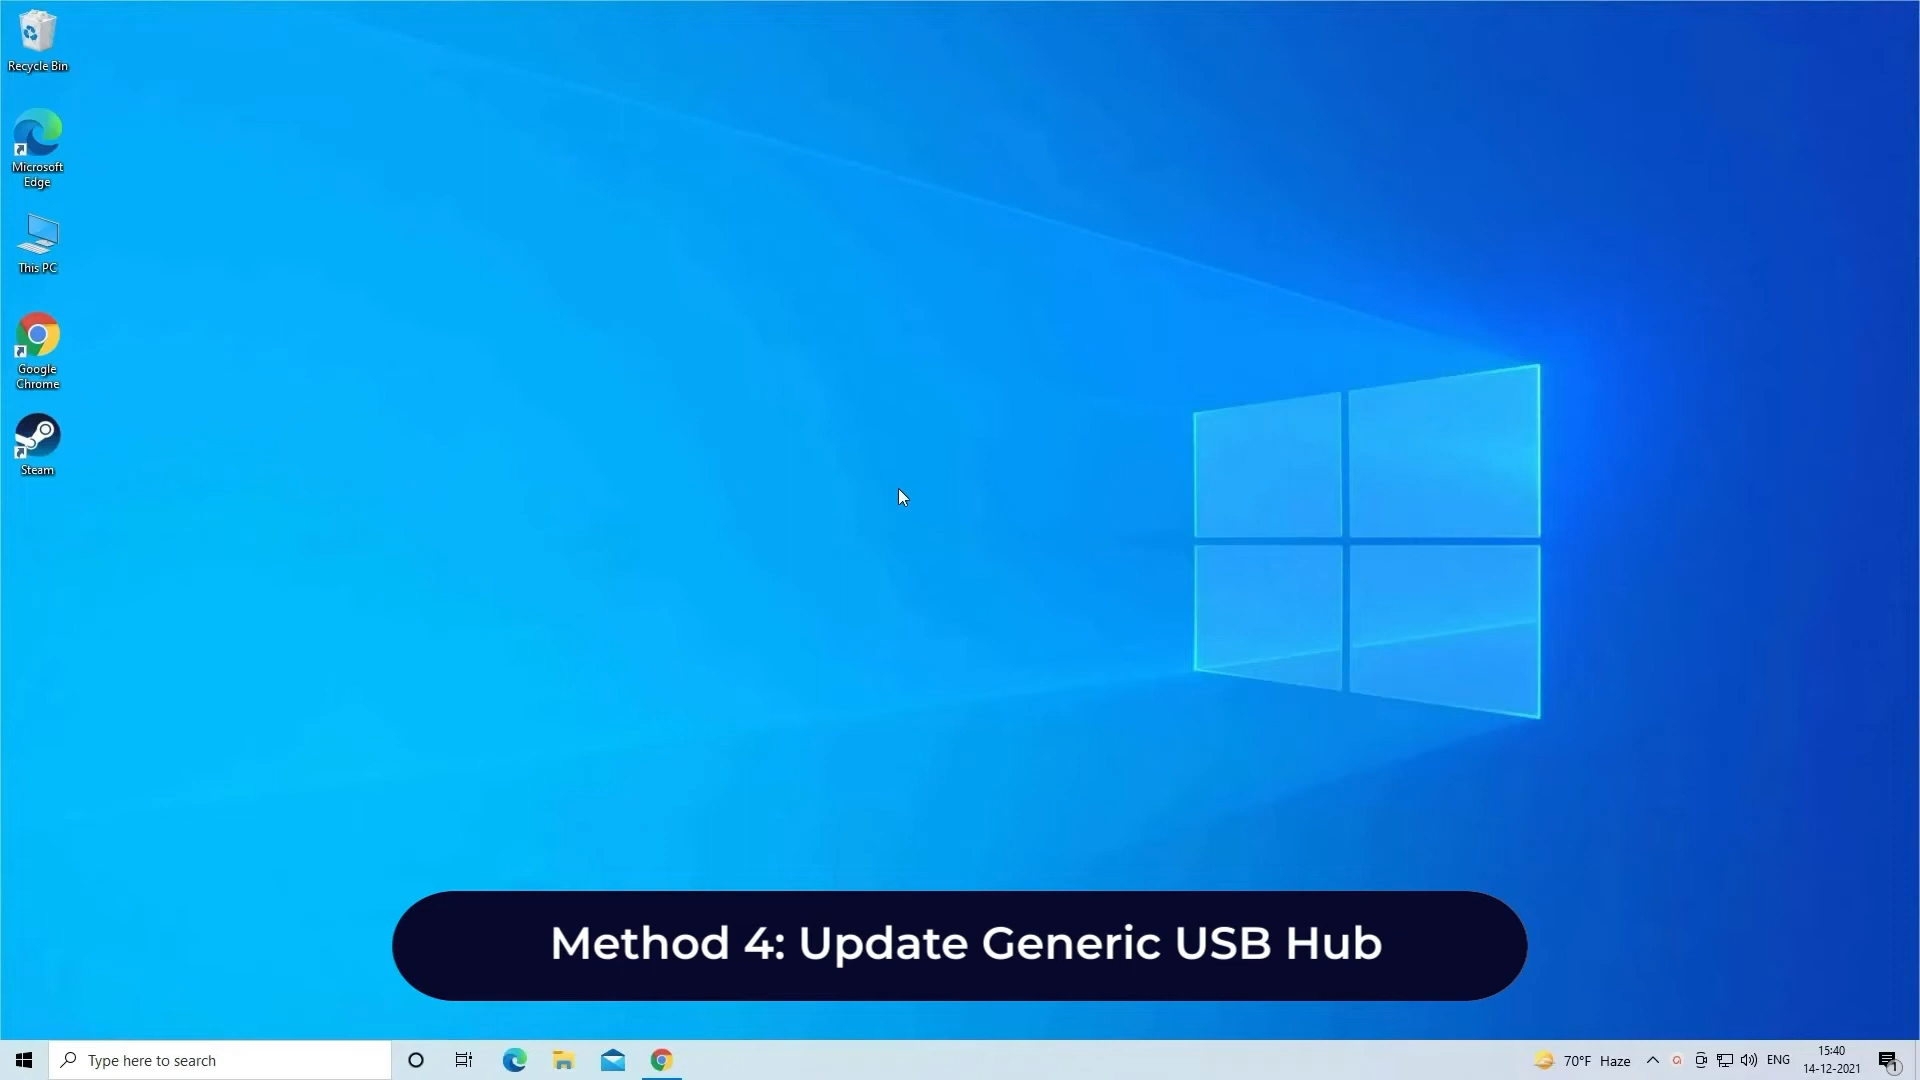 Recycle Bin
Microsoft
Edge
This PC
Google
Chrome
Steam
Method 4: Update Generic USB Hub
Type here to search
70°F Haze
ENG
15:40
14-12-2021
1